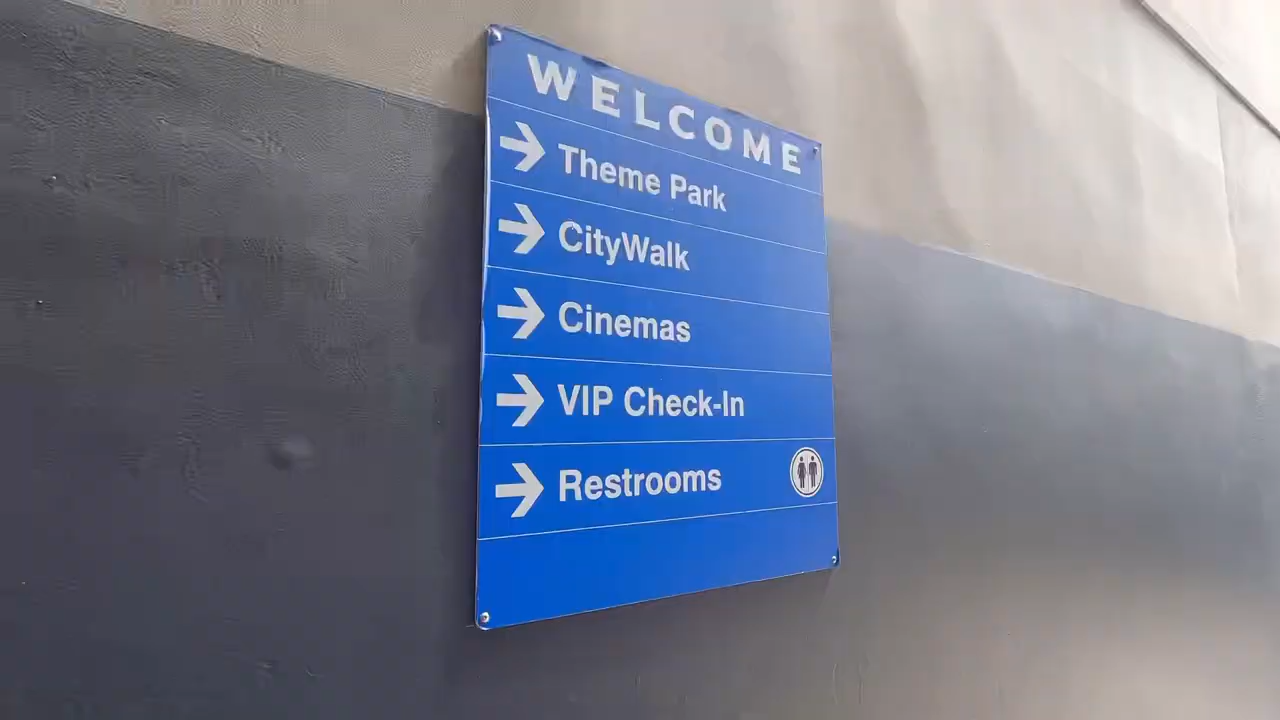 WELCOME
Theme Park
CityWalk
Cinemas
VIP Check-In
Restrooms